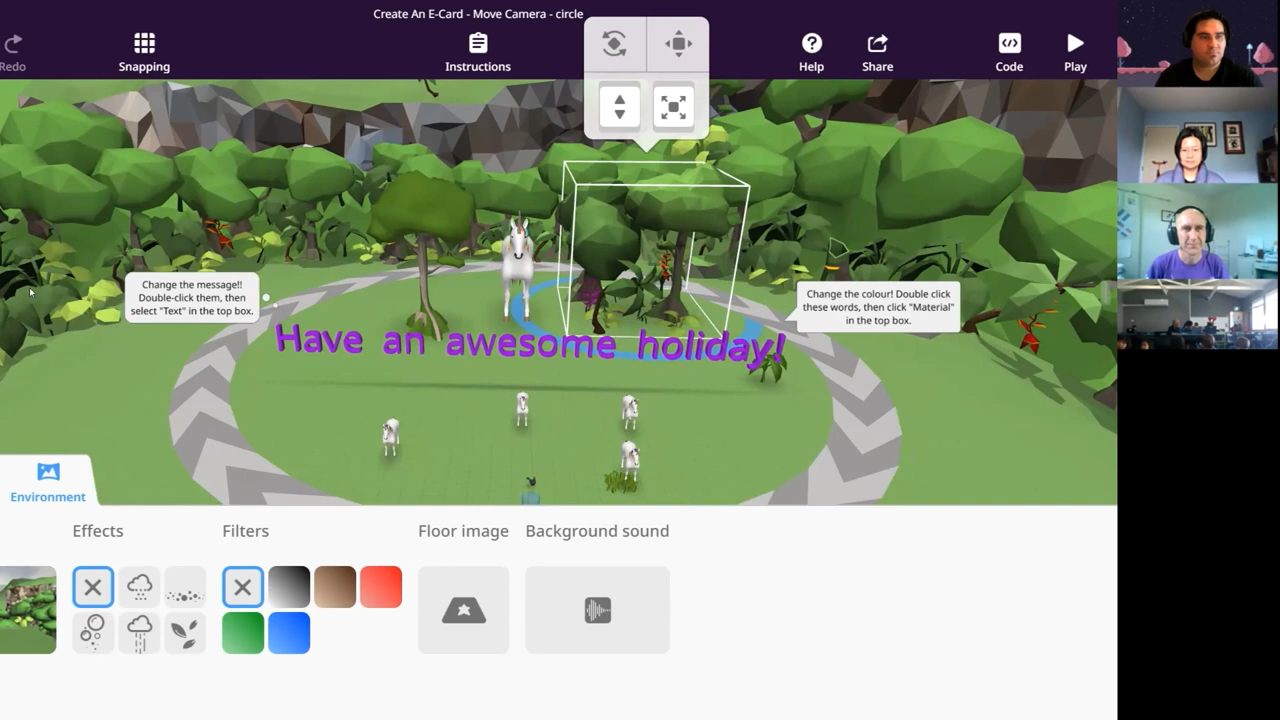 Create An E-Card - Move Camera - circle
Redo
Snapping
Instructions
Help
Share
Code
Play
Change the message!!
Double-click them, then
select "Text" in the top box.
Change the colour! Double click
these words, then click "Material"
in the top box.
Have an awesome holiday!
Environment
Effects
Filters
Floor image
Background sound